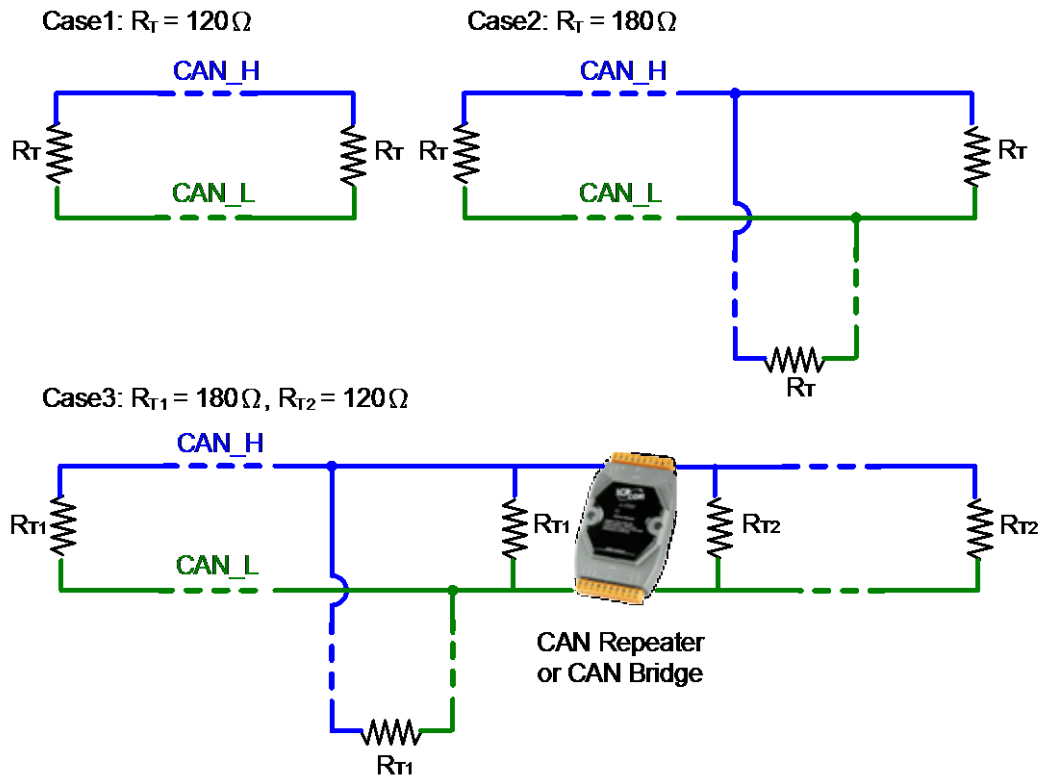 Case1: RT = 120Ω
CAN_H
RT
RT
CAN_L
Case2: RT = 180Ω
CAN_H
RT
RT
CAN_L
RT
Case3: RT1 = 180Ω, RT2 = 120Ω
CAN_H
RT1
RT1
RT2
RT2
CAN_L
CAN Repeater
or CAN Bridge
RT1